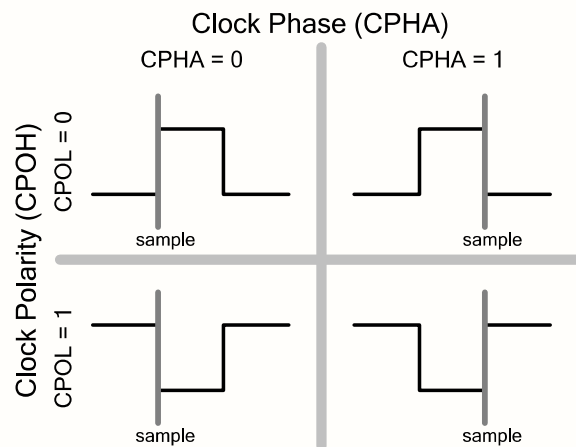 Clock Phase (CPHA)
CPHA = 0
CPHA = 1
Clock Polarity (CPOH)
CPOL = 0
sample
sample
CPOL = 1
sample
sample